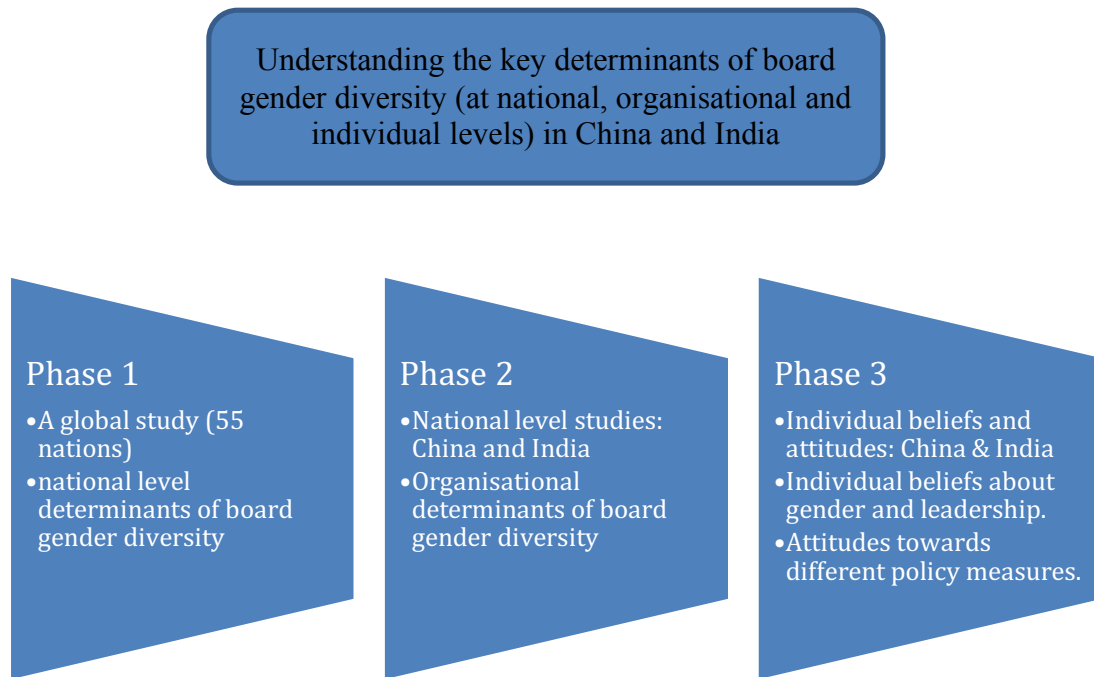 Understanding the key determinants of board
gender diversity (at national, organisational and
individual levels) in China and India
Phase 1
•A global study (55
nations)
•national level
determinants of board
gender diversity
Phase 2
•National level studies:
China and India
•Organisational
determinants of board
gender diversity
Phase 3
•Individual beliefs and
attitudes: China & India
•Individual beliefs about
gender and leadership.
•Attitudes towards
different policy measures.